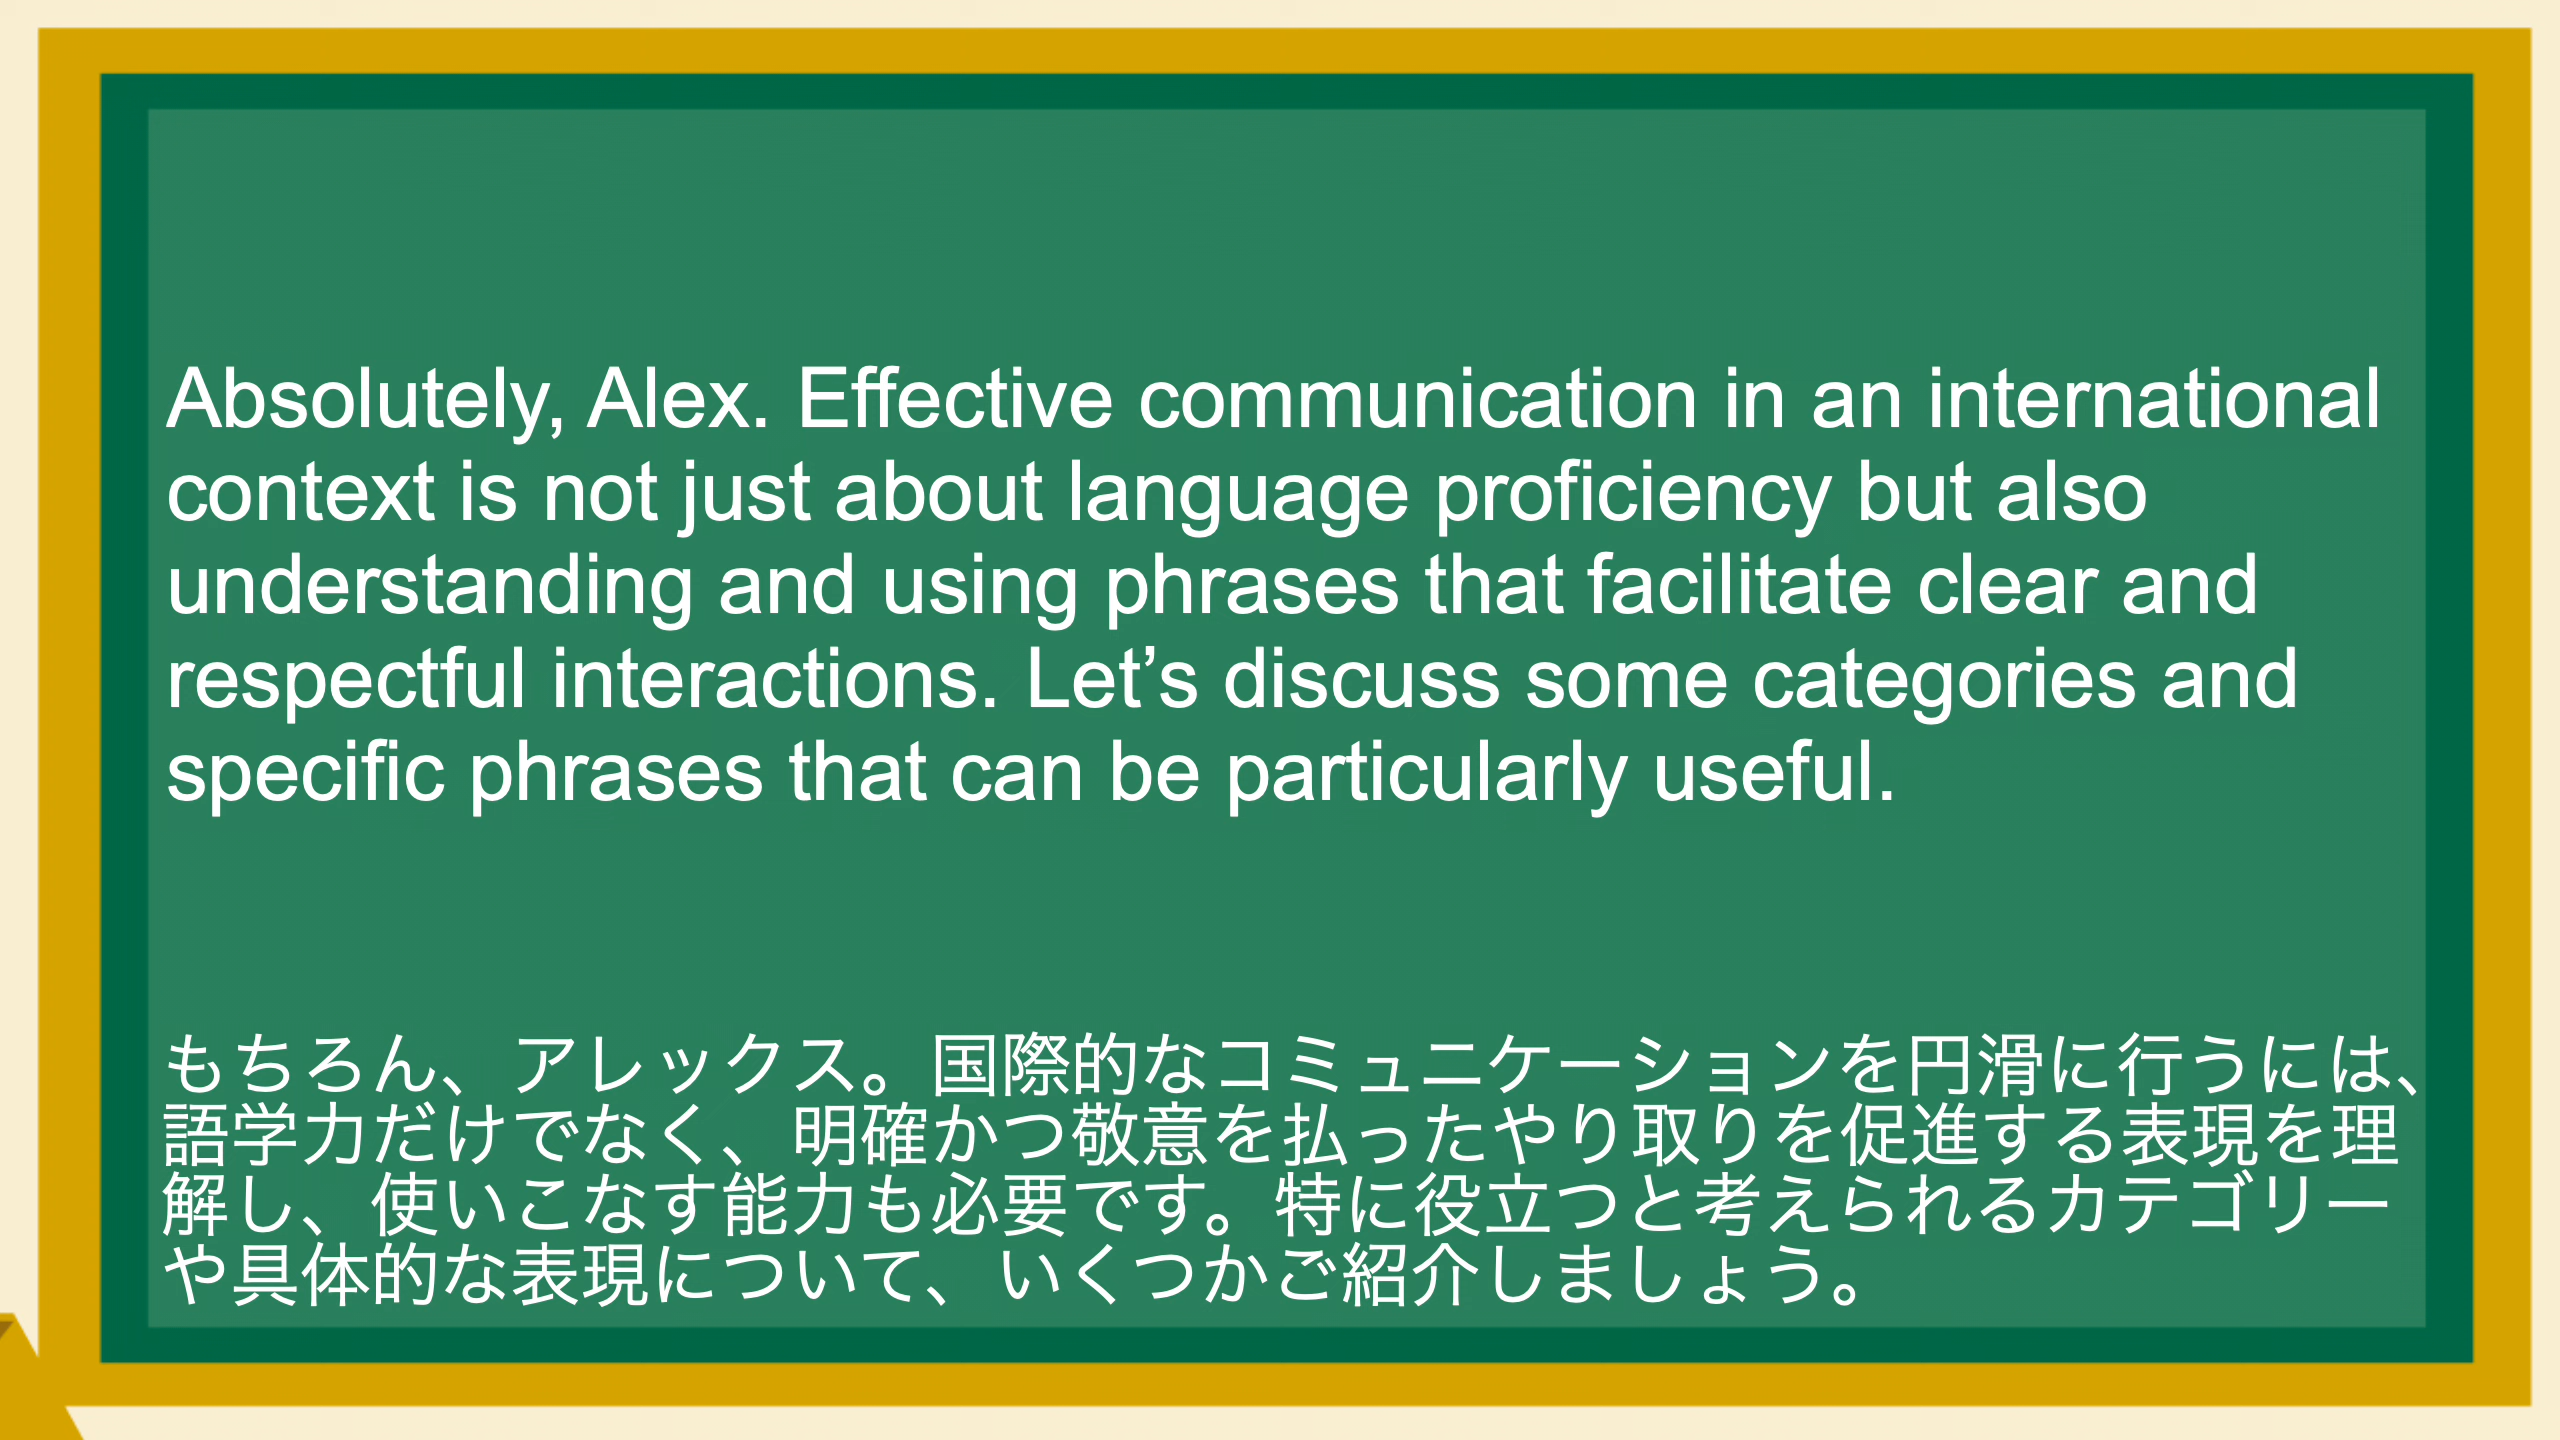 Absolutely, Alex. Effective communication in an international
context is not just about language proficiency but also
understanding and using phrases that facilitate clear and
respectful interactions. Let’s discuss some categories and
specific phrases that can be particularly useful.
もちろん、アレックス。国際的なコミュニケーションを円滑に行うには、
語学力だけでなく、明確かつ敬意を払ったやり取りを促進する表現を理
解し、使いこなす能力も必要です。特に役立つと考えられるカテゴリー
や具体的な表現について、いくつかご紹介しましょう。